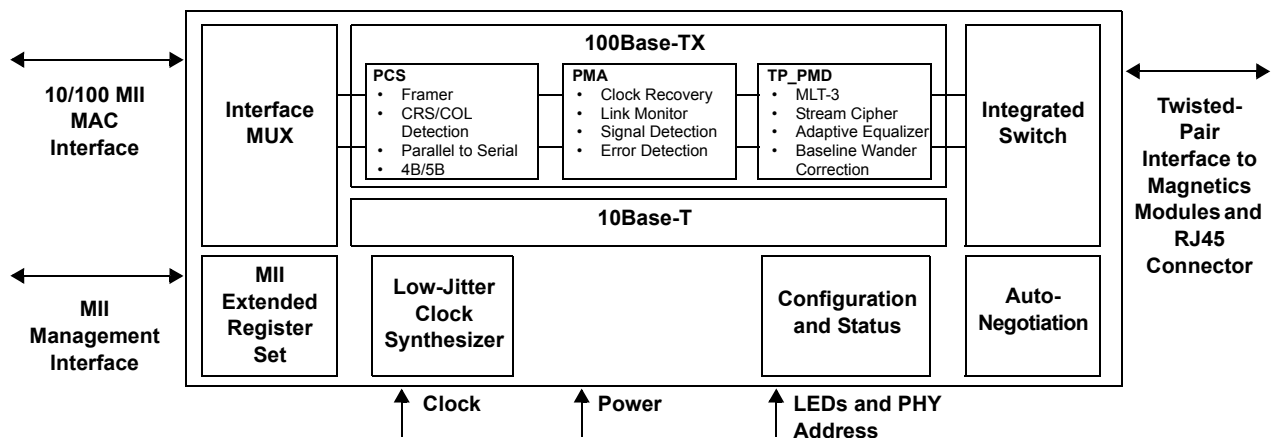 100Base-TX
10/100 MII
MAC
Interface
Interface
MUX
PCS
• Framer
• CRS/COL
Detection
• Parallel to Serial
• 4B/5B
PMA
• Clock Recovery
• Link Monitor
• Signal Detection
• Error Detection
TP_PMD
• MLT-3
• Stream Cipher
• Adaptive Equalizer
• Baseline Wander
Correction
Integrated
Switch
Twisted-
Pair
Interface to
Magnetics
Modules and
RJ45
Connector
10Base-T
MII
Management
Interface
MII
Extended
Register
Set
Low-Jitter
Clock
Synthesizer
Configuration
and Status
Auto-
Negotiation
Clock
Power
LEDs and PHY
Address